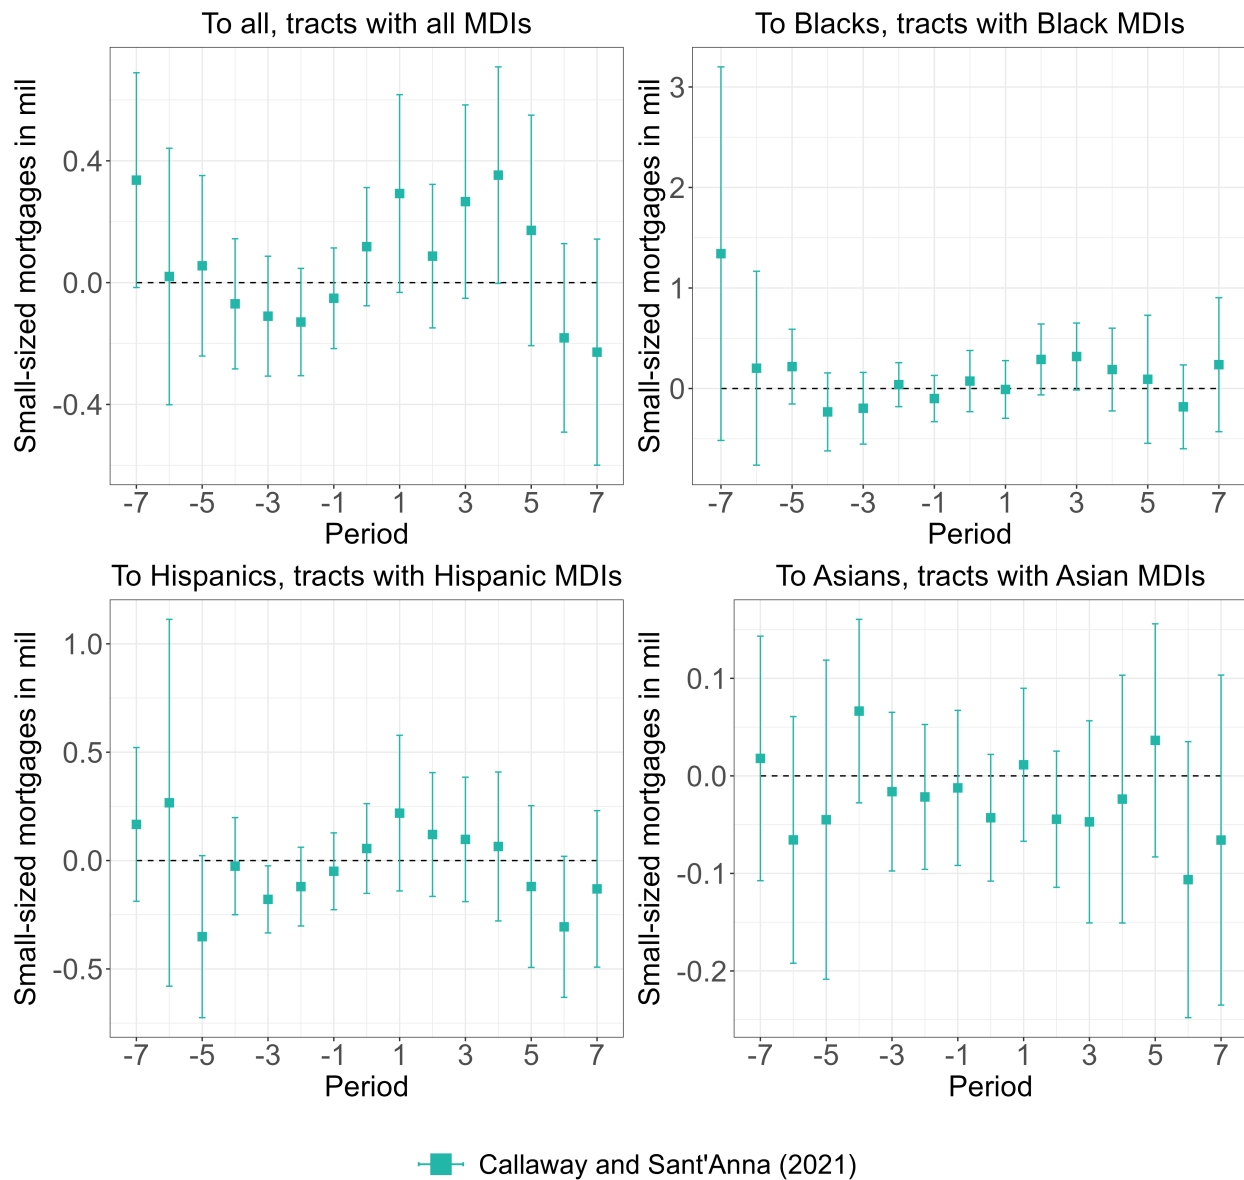 To all, tracts with all MDIs
Small-sized mortgages in mil
0.4
0.0
-0.4
-7 -5 -3 -1 1 3 5 7
Period
To Blacks, tracts with Black MDIs
Small-sized mortgages in mil
3
2
1
0
-7 -5 -3 -1 1 3 5 7
Period
To Hispanics, tracts with Hispanic MDIs
Small-sized mortgages in mil
1.0
0.5
0.0
-0.5
-7 -5 -3 -1 1 3 5 7
Period
To Asians, tracts with Asian MDIs
Small-sized mortgages in mil
0.1
0.0
-0.1
-0.2
-7 -5 -3 -1 1 3 5 7
Period
Callaway and Sant'Anna (2021)